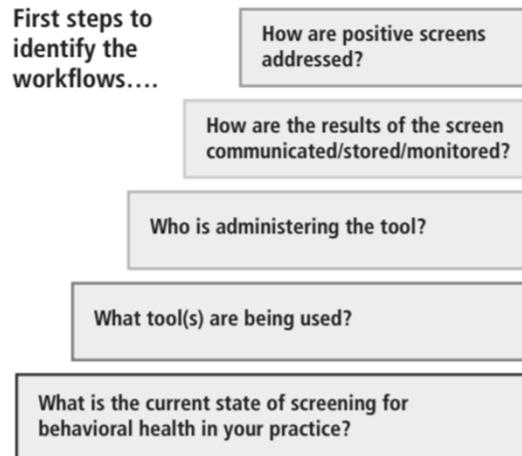 First steps to
identify the
workflows....
How are positive screens
addressed?
How are the results of the screen
communicated/stored/monitored?
Who is administering the tool?
What tool(s) are being used?
What is the current state of screening for
behavioral health in your practice?